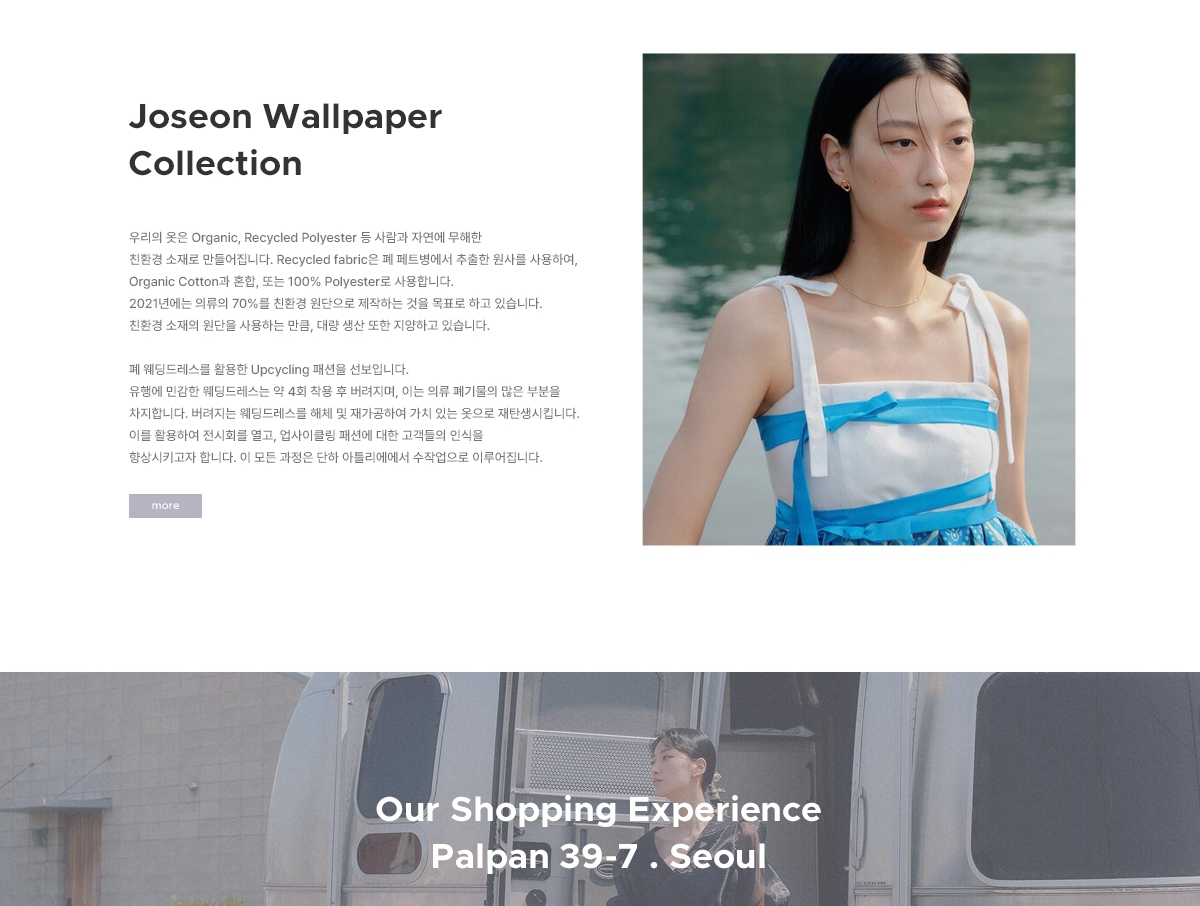 Joseon Wallpaper
Collection
우리의 옷은 Organic, Recycled Polyester 등 사람과 자연에 무해한
친환경 소재로 만들어집니다. Recycled fabric은 폐 페트병에서 추출한 원사를 사용하여,
Organic Cotton과 혼합, 또는 100% Polyester로 사용합니다.
2021년에는 의류의 70%를 친환경 원단으로 제작하는 것을 목표로 하고 있습니다.
친환경 소재의 원단을 사용하는 만큼, 대량 생산 또한 지양하고 있습니다.
폐 웨딩드레스를 활용한 Upcycling 패션을 선보입니다.
유행에 민감한 웨딩드레스는 약 4회 착용 후 버려지며, 이는 의류 폐기물의 많은 부분을
차지합니다. 버려지는 웨딩드레스를 해체 및 재가공하여 가치 있는 옷으로 재탄생시킵니다.
이를 활용하여 전시회를 열고, 업사이클링 패션에 대한 고객들의 인식을
향상시키고자 합니다. 이 모든 과정은 단하 아틀리에에서 수작업으로 이루어집니다.
more
Our Shopping Experience
Palpan 39-7 . Seoul